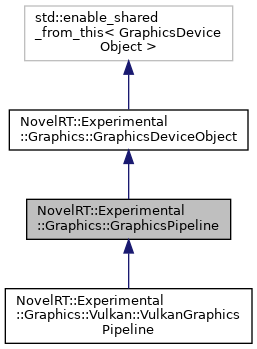 std::enable_shared
_from_this< GraphicsDevice
Object >
NovelRT::Experimental
::Graphics::GraphicsDeviceObject
NovelRT::Experimental
::Graphics::GraphicsPipeline
NovelRT::Experimental
::Graphics::Vulkan::VulkanGraphics
Pipeline